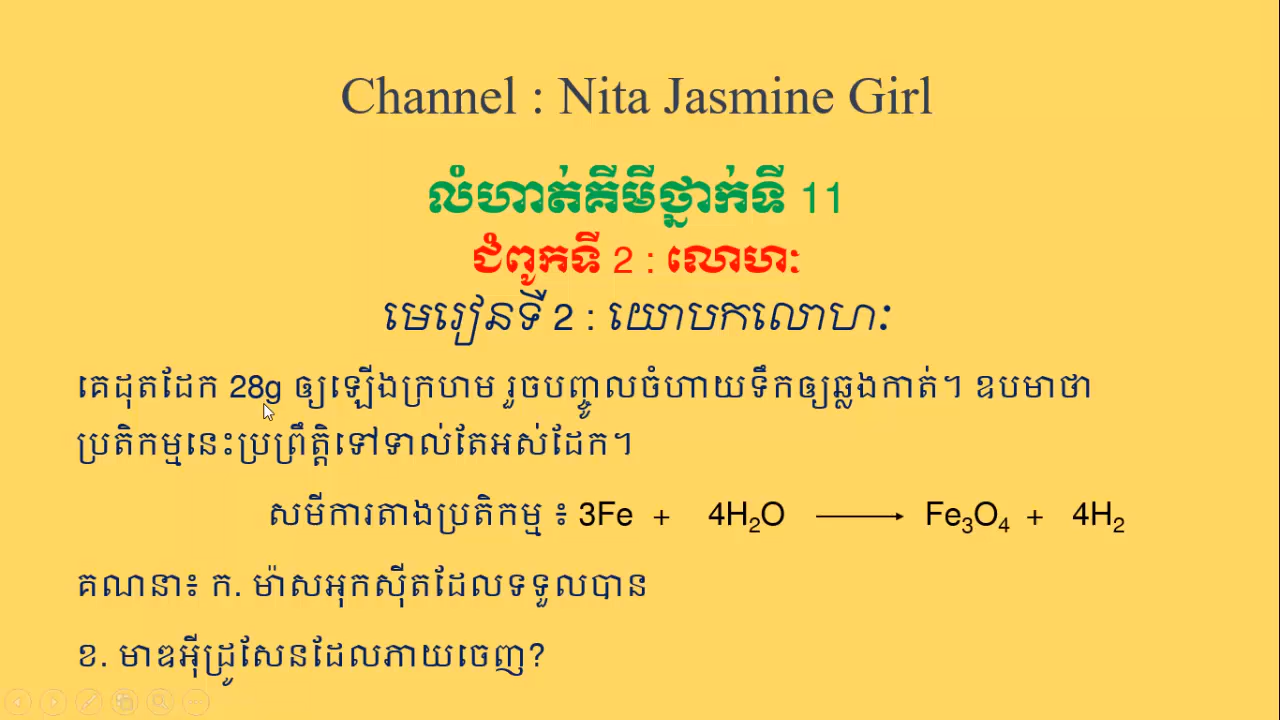 Channel : Nita Jasmine Girl
លំហាត់គីមីថ្នាក់ទី 11
ជំពូកទី 2 : លោហៈ
មេរៀនទី 2 : យោបកលោហៈ
គេដុតដែក 28g ឲ្យឡើងក្រហម រួចបញ្ចូលចំហាយទឹកឲ្យឆ្លងកាត់។ ឧបមាថា
ប្រតិកម្មនេះប្រព្រឹត្តិទៅទាល់តែអស់ដែក។
សមីការតាងប្រតិកម្ម ៖ 3Fe + 4H₂O ⟶ Fe₃O₄ + 4H₂
គណនា៖ ក. ម៉ាសអុកស៊ីតដែលទទួលបាន
ខ. មាឌអ៊ីដ្រូសែនដែលភាយចេញ?